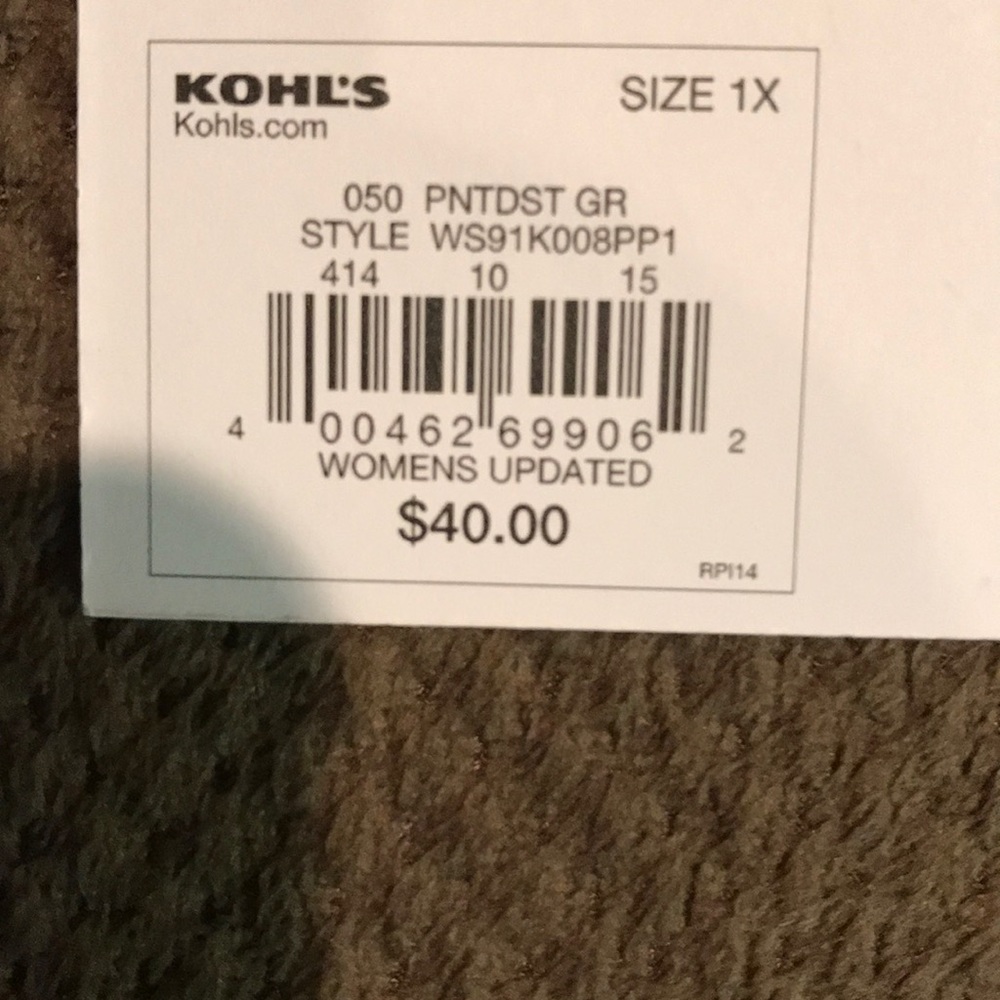 KOHL'S SIZE 1X
Kohls.com
050 PNTDST GR
STYLE WS91K008PP1
414 10 15
4 00462 69906 2
WOMENS UPDATED
$40.00
RPI14